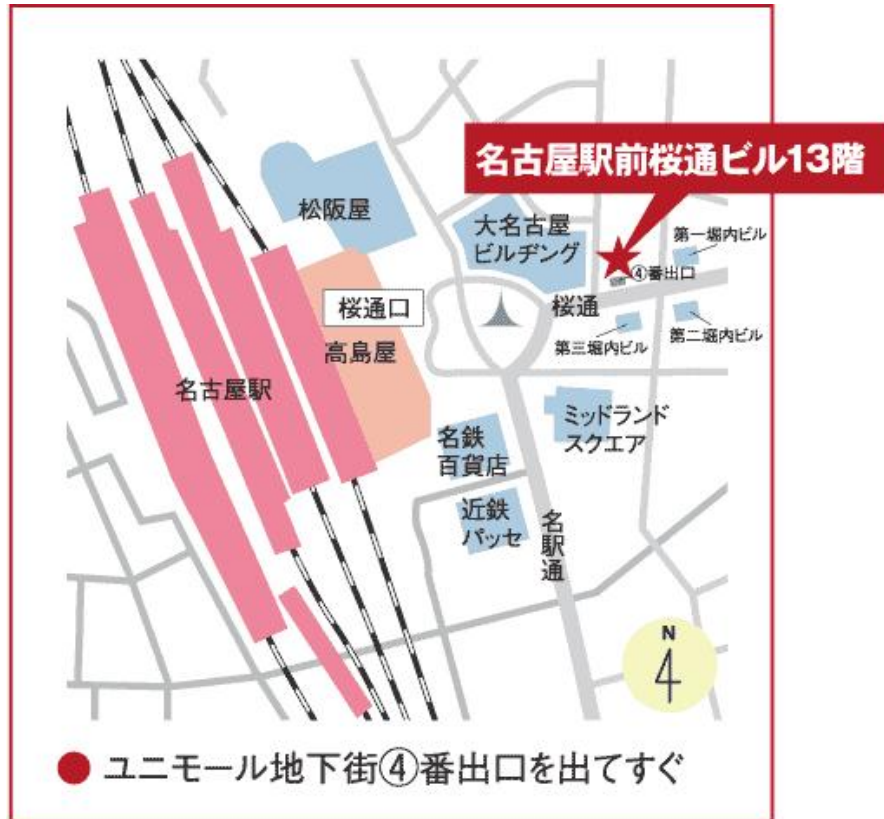 名古屋駅前桜通ビル13階
松阪屋
大名古屋
ビルヂング
第一堀内ビル
④番出口
桜通口
桜通
高島屋
第三堀内ビル
第二堀内ビル
名古屋駅
ミッドランド
スクエア
名鉄
百貨店
近鉄
パッセ
名駅通
N
ユニモール地下街④番出口を出てすぐ